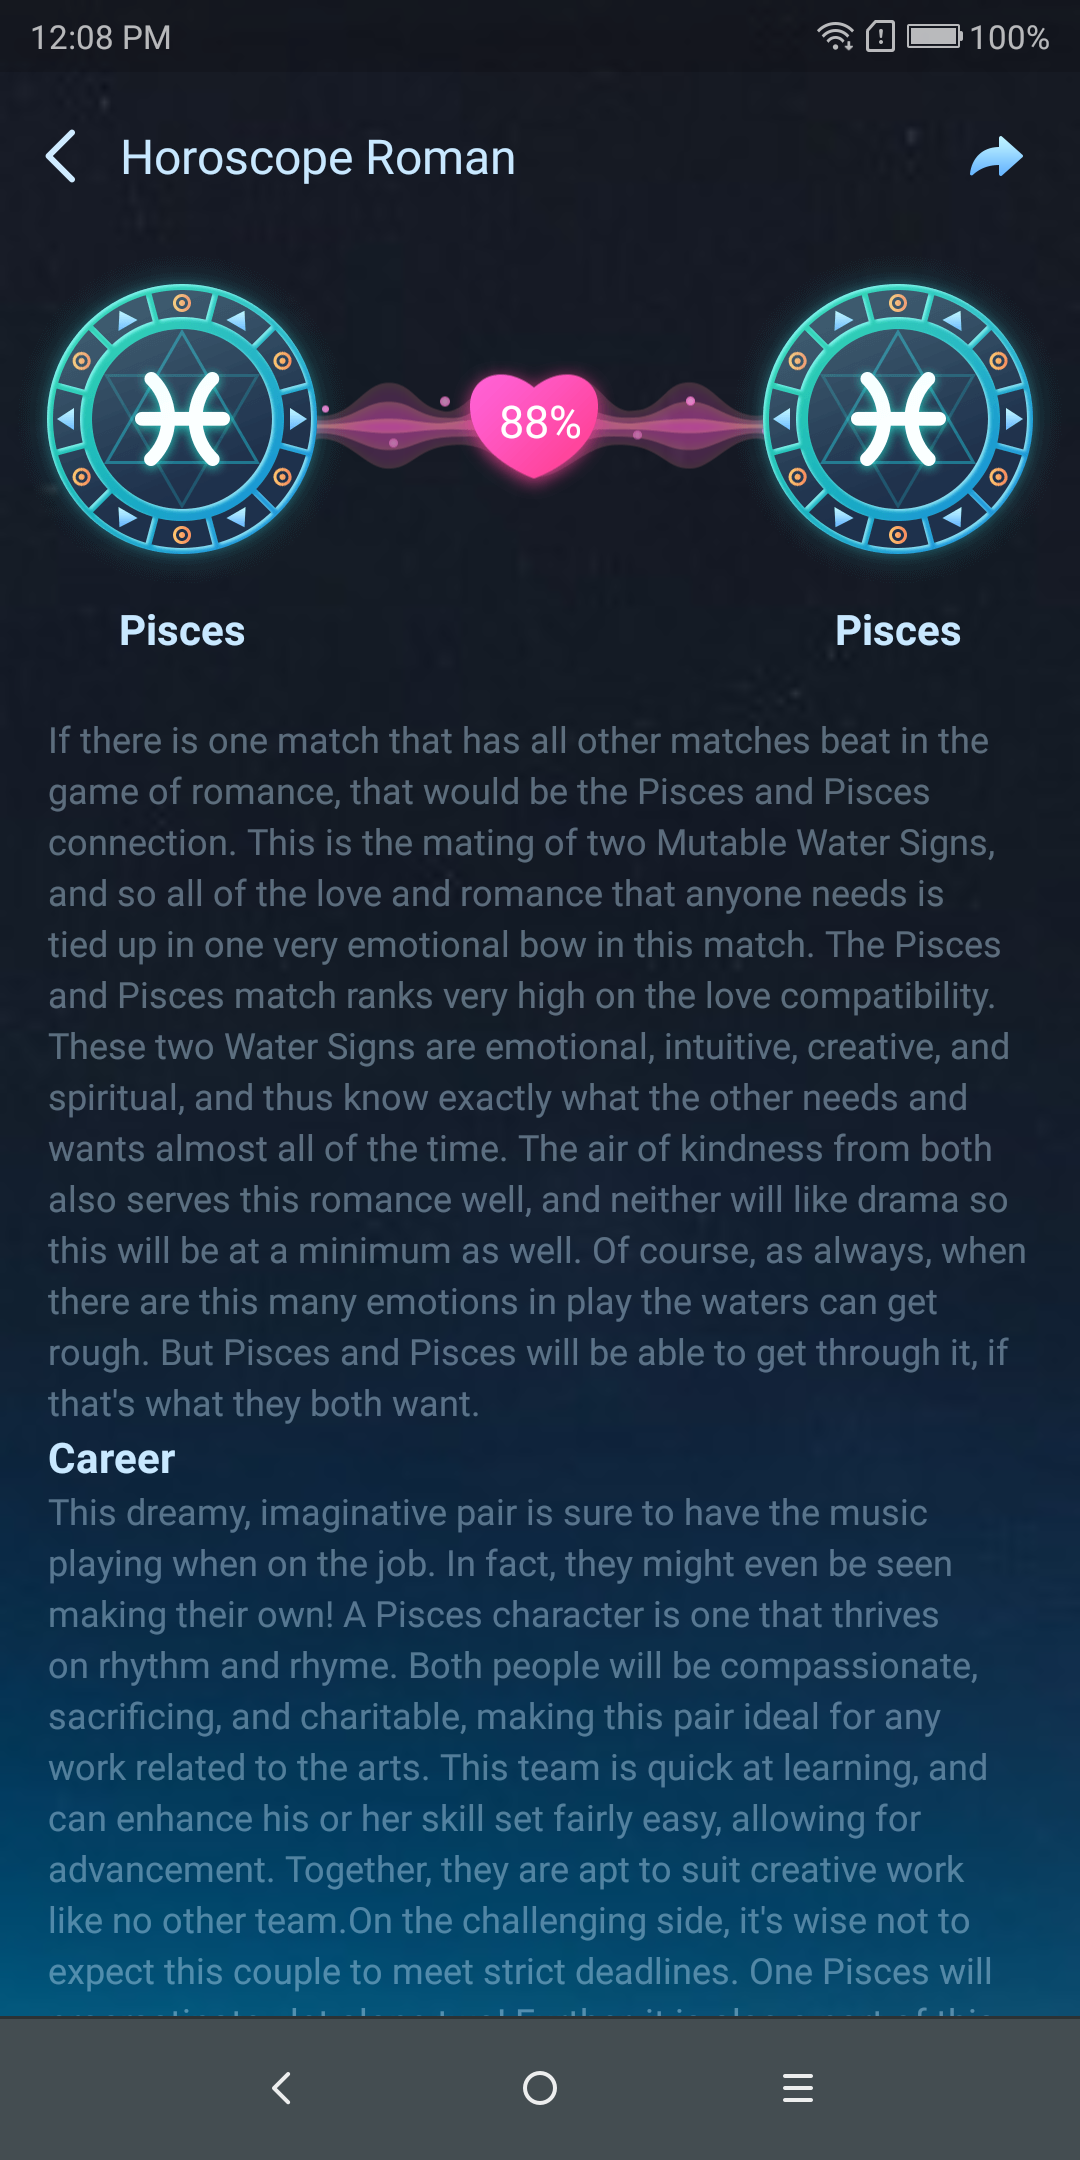 12:08 PM
100%
Horoscope Roman
88%
Pisces
Pisces
If there is one match that has all other matches beat in the
game of romance, that would be the Pisces and Pisces
connection. This is the mating of two Mutable Water Signs,
and so all of the love and romance that anyone needs is
tied up in one very emotional bow in this match. The Pisces
and Pisces match ranks very high on the love compatibility.
These two Water Signs are emotional, intuitive, creative, and
spiritual, and thus know exactly what the other needs and
wants almost all of the time. The air of kindness from both
also serves this romance well, and neither will like drama so
this will be at a minimum as well. Of course, as always, when
there are this many emotions in play the waters can get
rough. But Pisces and Pisces will be able to get through it, if
that's what they both want.
Career
This dreamy, imaginative pair is sure to have the music
playing when on the job. In fact, they might even be seen
making their own! A Pisces character is one that thrives
on rhythm and rhyme. Both people will be compassionate,
sacrificing, and charitable, making this pair ideal for any
work related to the arts. This team is quick at learning, and
can enhance his or her skill set fairly easy, allowing for
advancement. Together, they are apt to suit creative work
like no other team.On the challenging side, it's wise not to
expect this couple to meet strict deadlines. One Pisces will